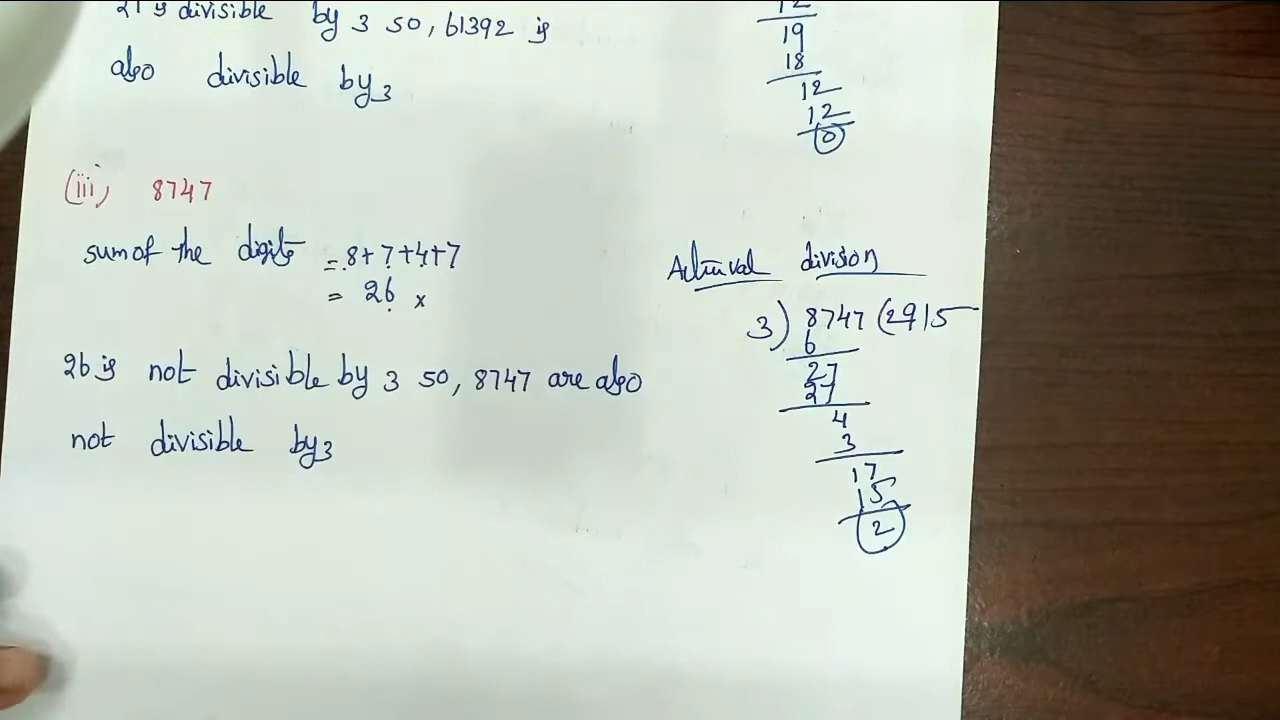 21 is divisible by 3 so, 61392 is
also divisible by 3
12
19
18
12
12
0
(iii) 8747
sum of the digits = 8+7+4+7
= 26 x
26 is not divisible by 3 so, 8747 are also
not divisible by 3
division
3) 8747 (2915
6
27
27
4
3
17
15
2